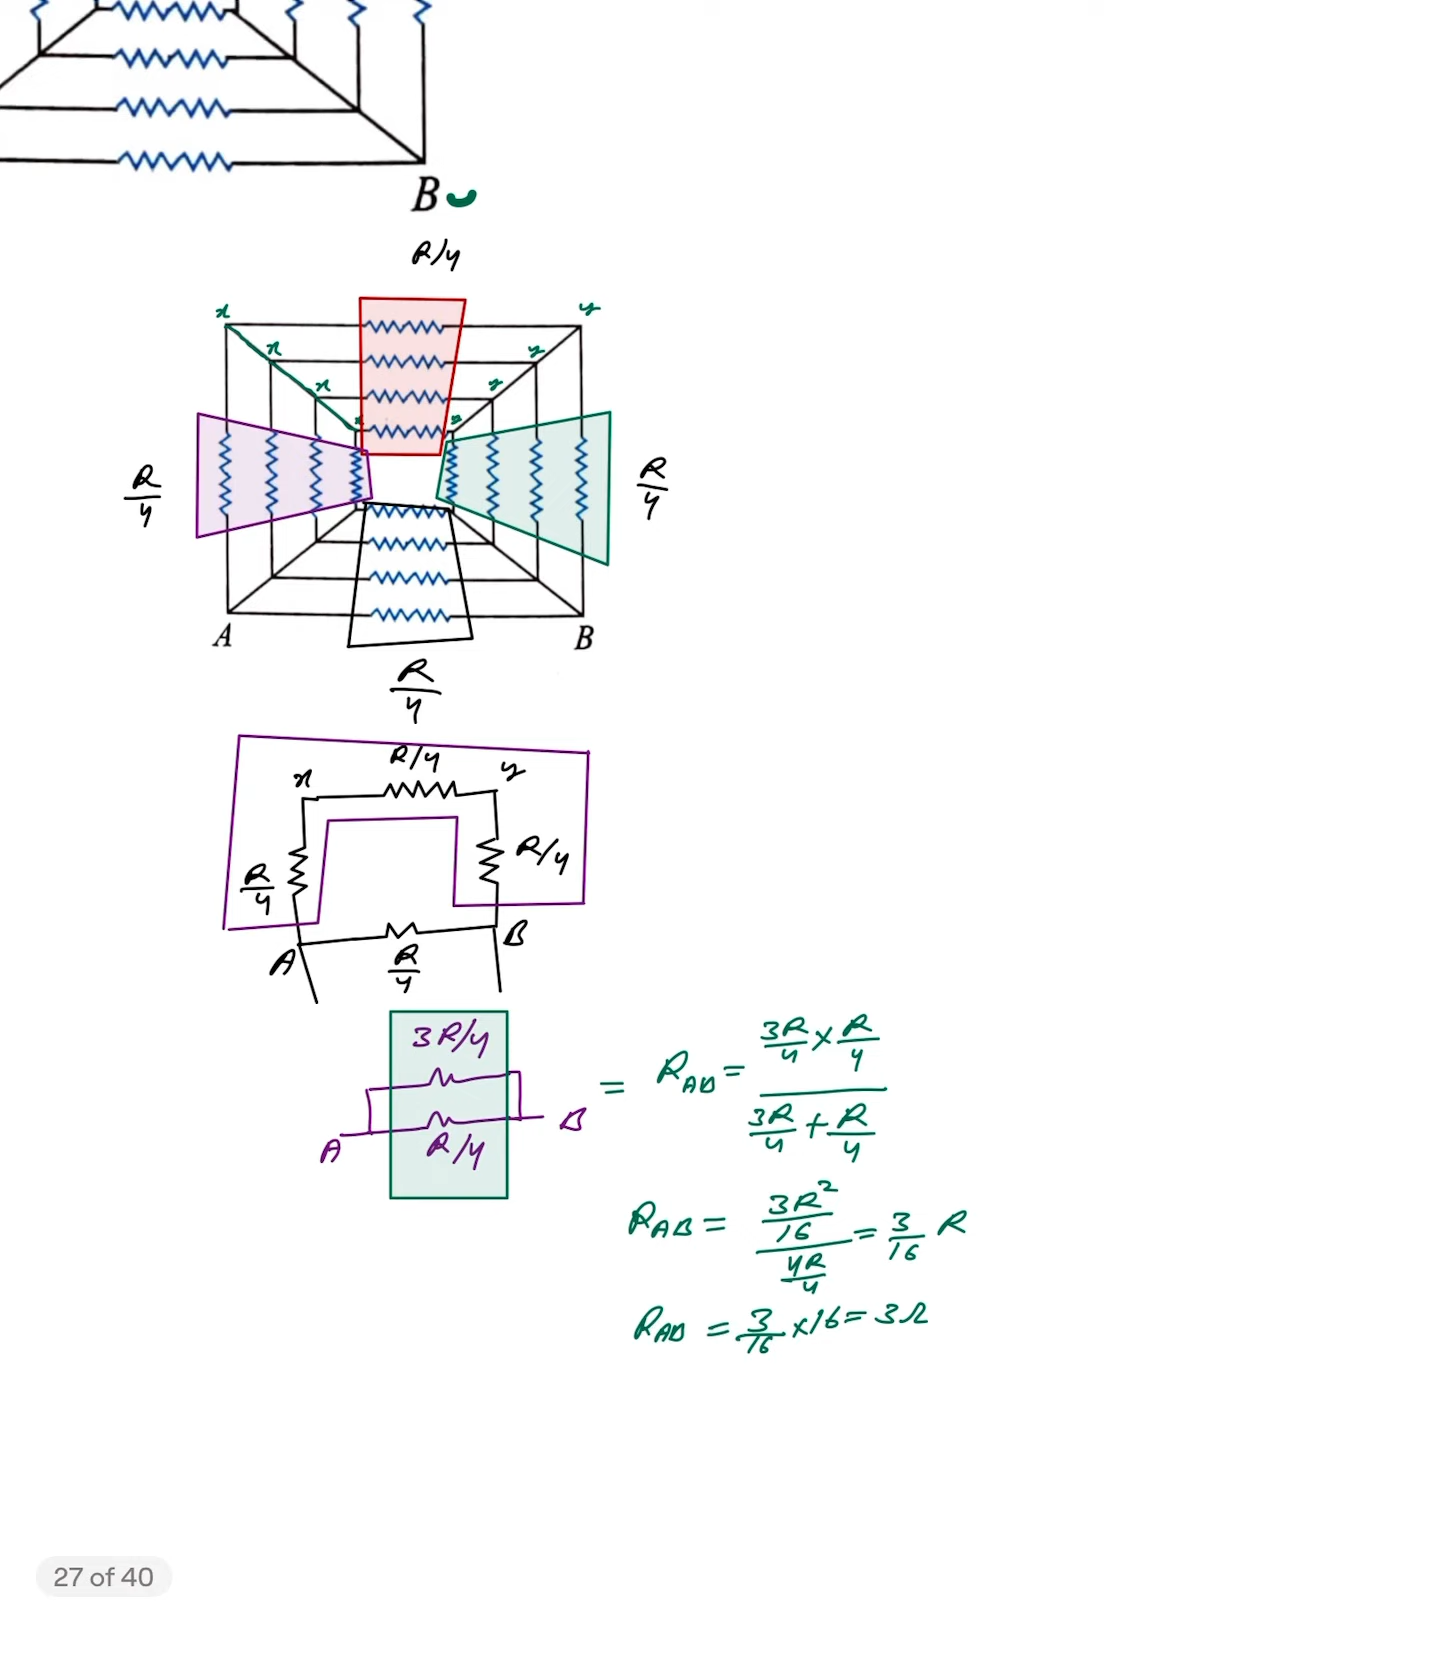 B
R/4
x y
x y
x y
x y
R/4 R/4
A B
R/4
R/4
x y
R/4 R/4
A R/4 B
3R/4
A R/4 B
= R_AB = (3R/4 × R/4) / (3R/4 + R/4)
R_AB = (3R²/16) / (4R/4) = 3/16 R
R_AB = 3/16 × 16 = 3Ω
27 of 40